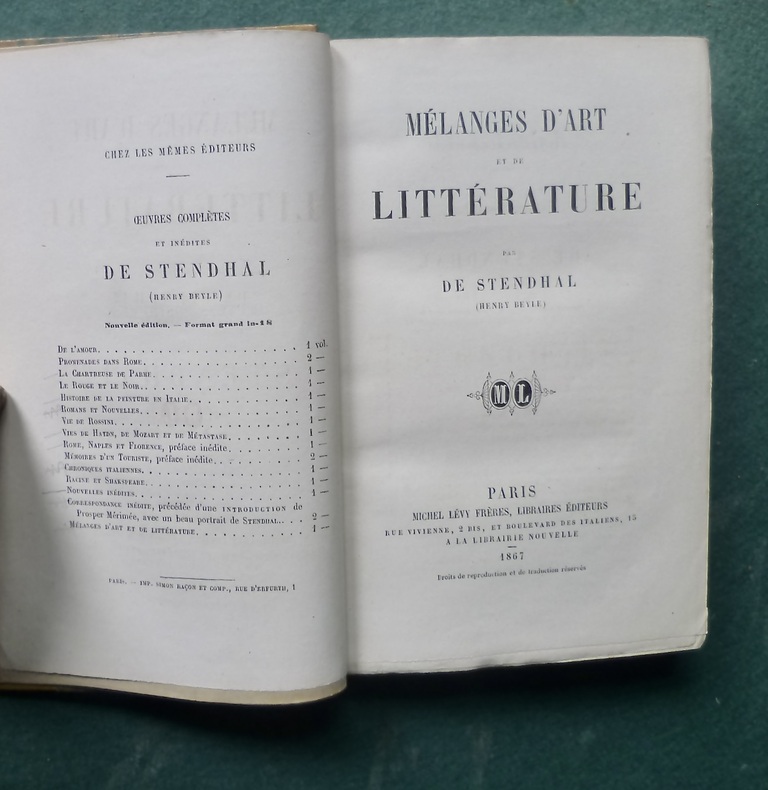 CHEZ LES MÊMES ÉDITEURS
ŒUVRES COMPLÈTES
ET INÉDITES
DE STENDHAL
(HENRY BEYLE)
Nouvelle édition. — Format grand in-18
De l'amour. . . . . . . . . . . . . . . . . . . . 1 vol.
Promenades dans Rome. . . . . . . . . . . . . . . 2 —
La Chartreuse de Parme. . . . . . . . . . . . . . 1 —
Le Rouge et le Noir. . . . . . . . . . . . . . . 1 —
Histoire de la peinture en Italie. . . . . . . . 1 —
Romans et Nouvelles. . . . . . . . . . . . . . . 1 —
Vie de Rossini. . . . . . . . . . . . . . . . . . 1 —
Vies de Haydn, de Mozart et de Métastase. . . . . 1 —
Rome, Naples et Florence, préface inédite. . . . 1 —
Mémoires d'un Touriste, préface inédite. . . . . 2 —
Chroniques italiennes. . . . . . . . . . . . . . 1 —
Racine et Shakspeare. . . . . . . . . . . . . . . 1 —
Nouvelles inédites. . . . . . . . . . . . . . . . 1 —
Correspondance inédite, précédée d'une introduction de
Prosper Mérimée, avec un beau portrait de Stendhal. . . 2 —
Mélanges d'art et de littérature. . . . . . . . . 1 —
PARIS. — IMP. SIMON RAÇON ET COMP., RUE D'ERFURTH, 1
MÉLANGES D'ART
ET DE
LITTÉRATURE
PAR
DE STENDHAL
(HENRY BEYLE)
ML
PARIS
MICHEL LÉVY FRÈRES, LIBRAIRES ÉDITEURS
RUE VIVIENNE, 2 BIS, ET BOULEVARD DES ITALIENS, 15
A LA LIBRAIRIE NOUVELLE
1867
Droits de reproduction et de traduction réservés